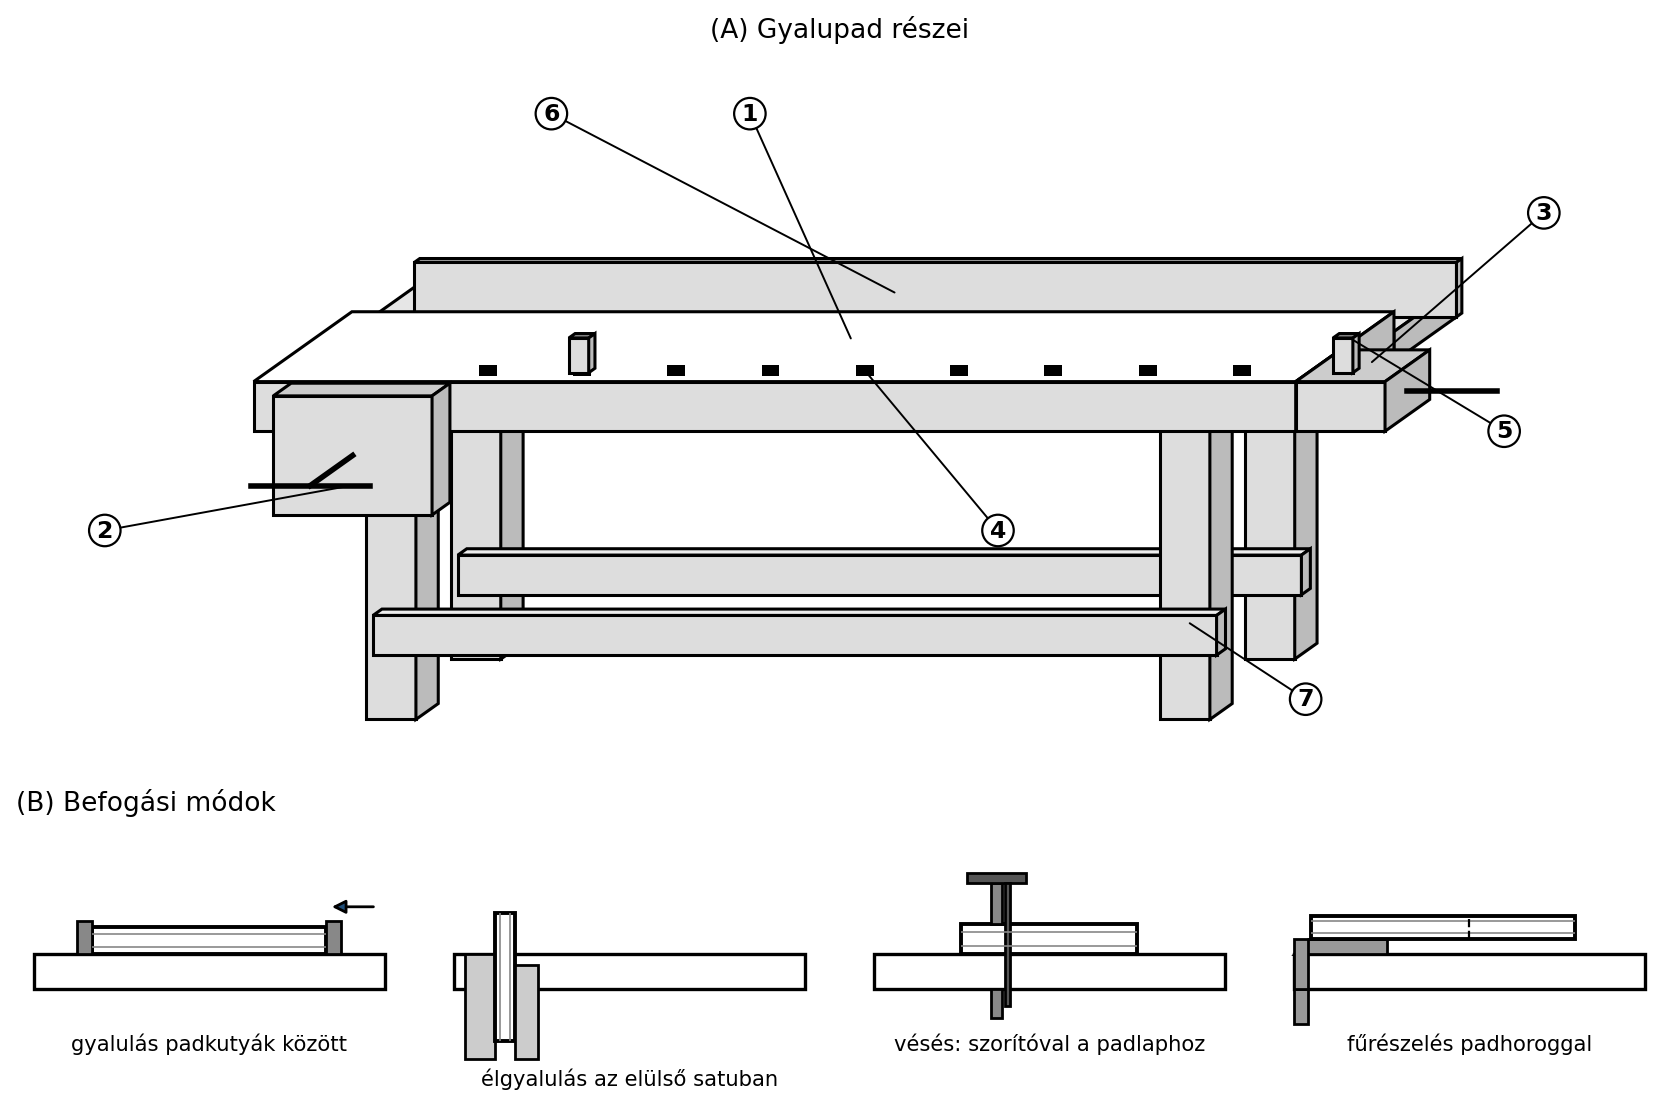 (A) Gyalupad részei
6
1
3
5
2
4
7
(B) Befogási módok
gyalulás padkutyák között
élgyalulás az elülső satuban
vésés: szorítóval a padlaphoz
fűrészelés padhoroggal